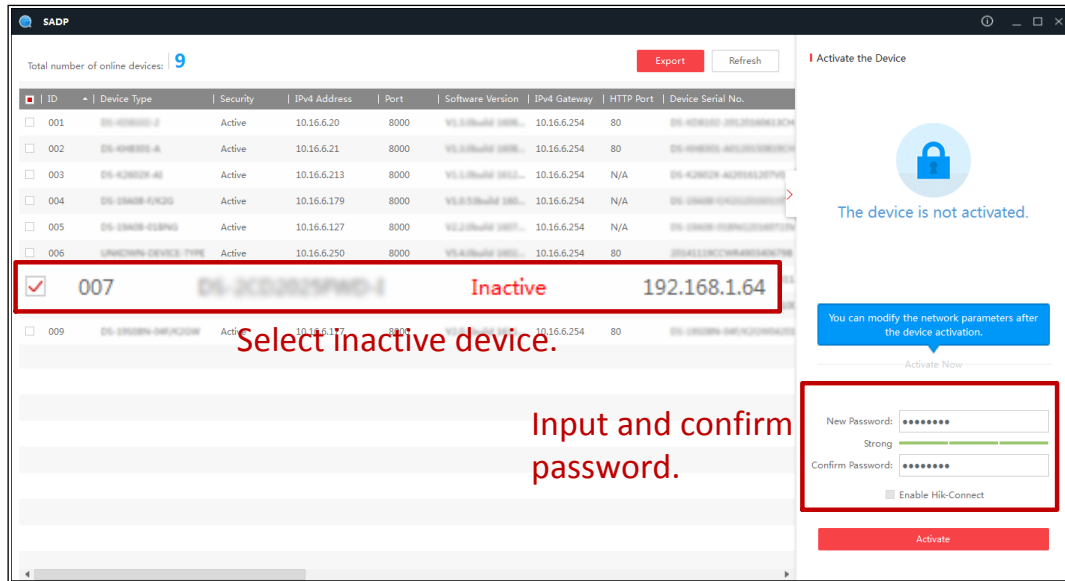 SADP
Total number of online devices: 9
Export
Refresh
ID Device Type Security IPv4 Address Port Software Version IPv4 Gateway HTTP Port Device Serial No.
001 Active 10.16.6.20 8000 10.16.6.254 80
002 Active 10.16.6.21 8000 10.16.6.254 80
003 Active 10.16.6.213 8000 10.16.6.254 N/A
004 Active 10.16.6.179 8000 10.16.6.254 N/A
005 Active 10.16.6.127 8000 10.16.6.254 N/A
006 Active 10.16.6.250 8000 10.16.6.254 80
007 Inactive 192.168.1.64
009 Active 10.16.6.177 8000 10.16.6.254 80
Select inactive device.
Input and confirm
password.
Activate the Device
The device is not activated.
You can modify the network parameters after
the device activation.
Activate Now
New Password: ●●●●●●●●
Strong
Confirm Password: ●●●●●●●●
Enable Hik-Connect
Activate